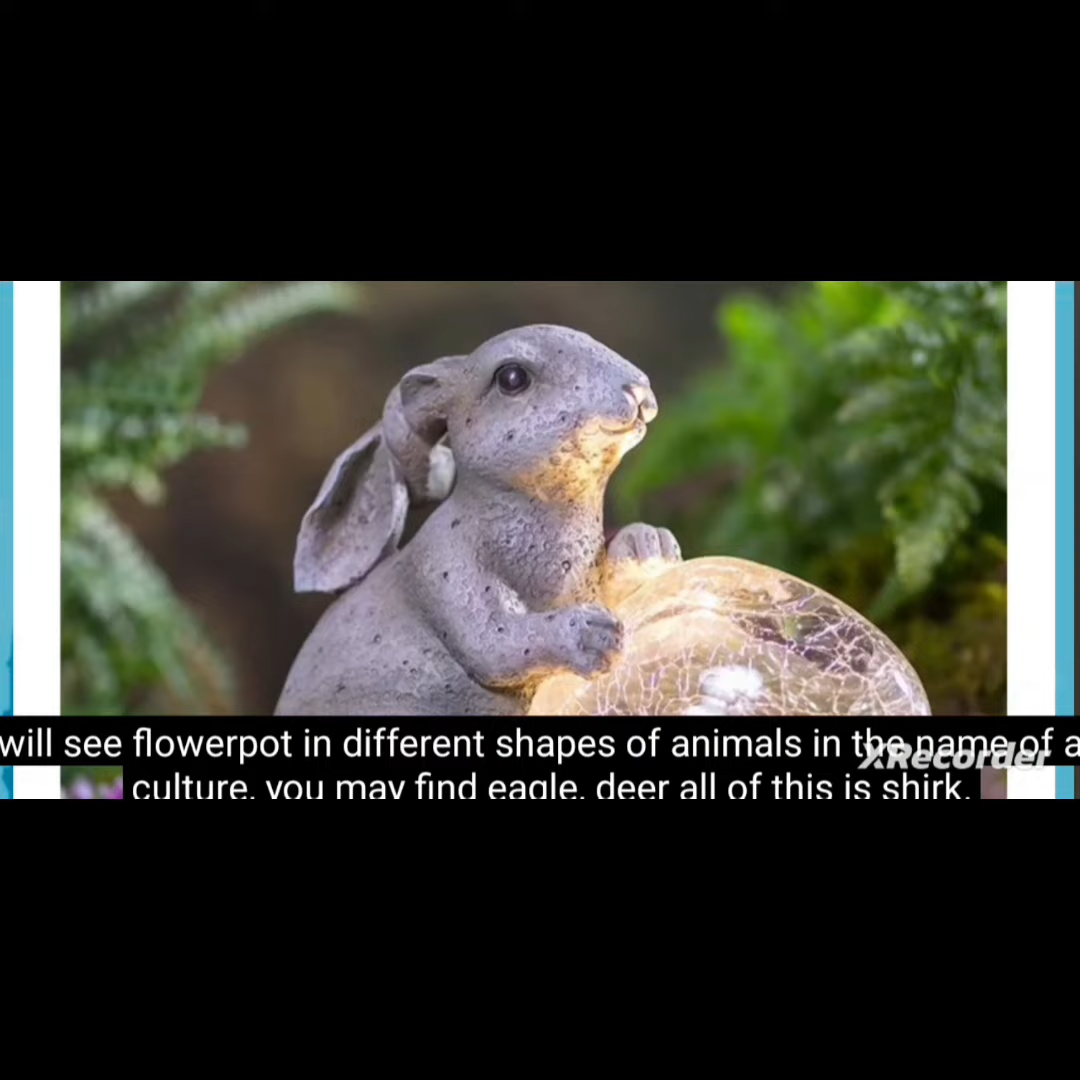 will see flowerpot in different shapes of animals in the name of a
culture, you may find eagle, deer all of this is shirk.
XRecorder